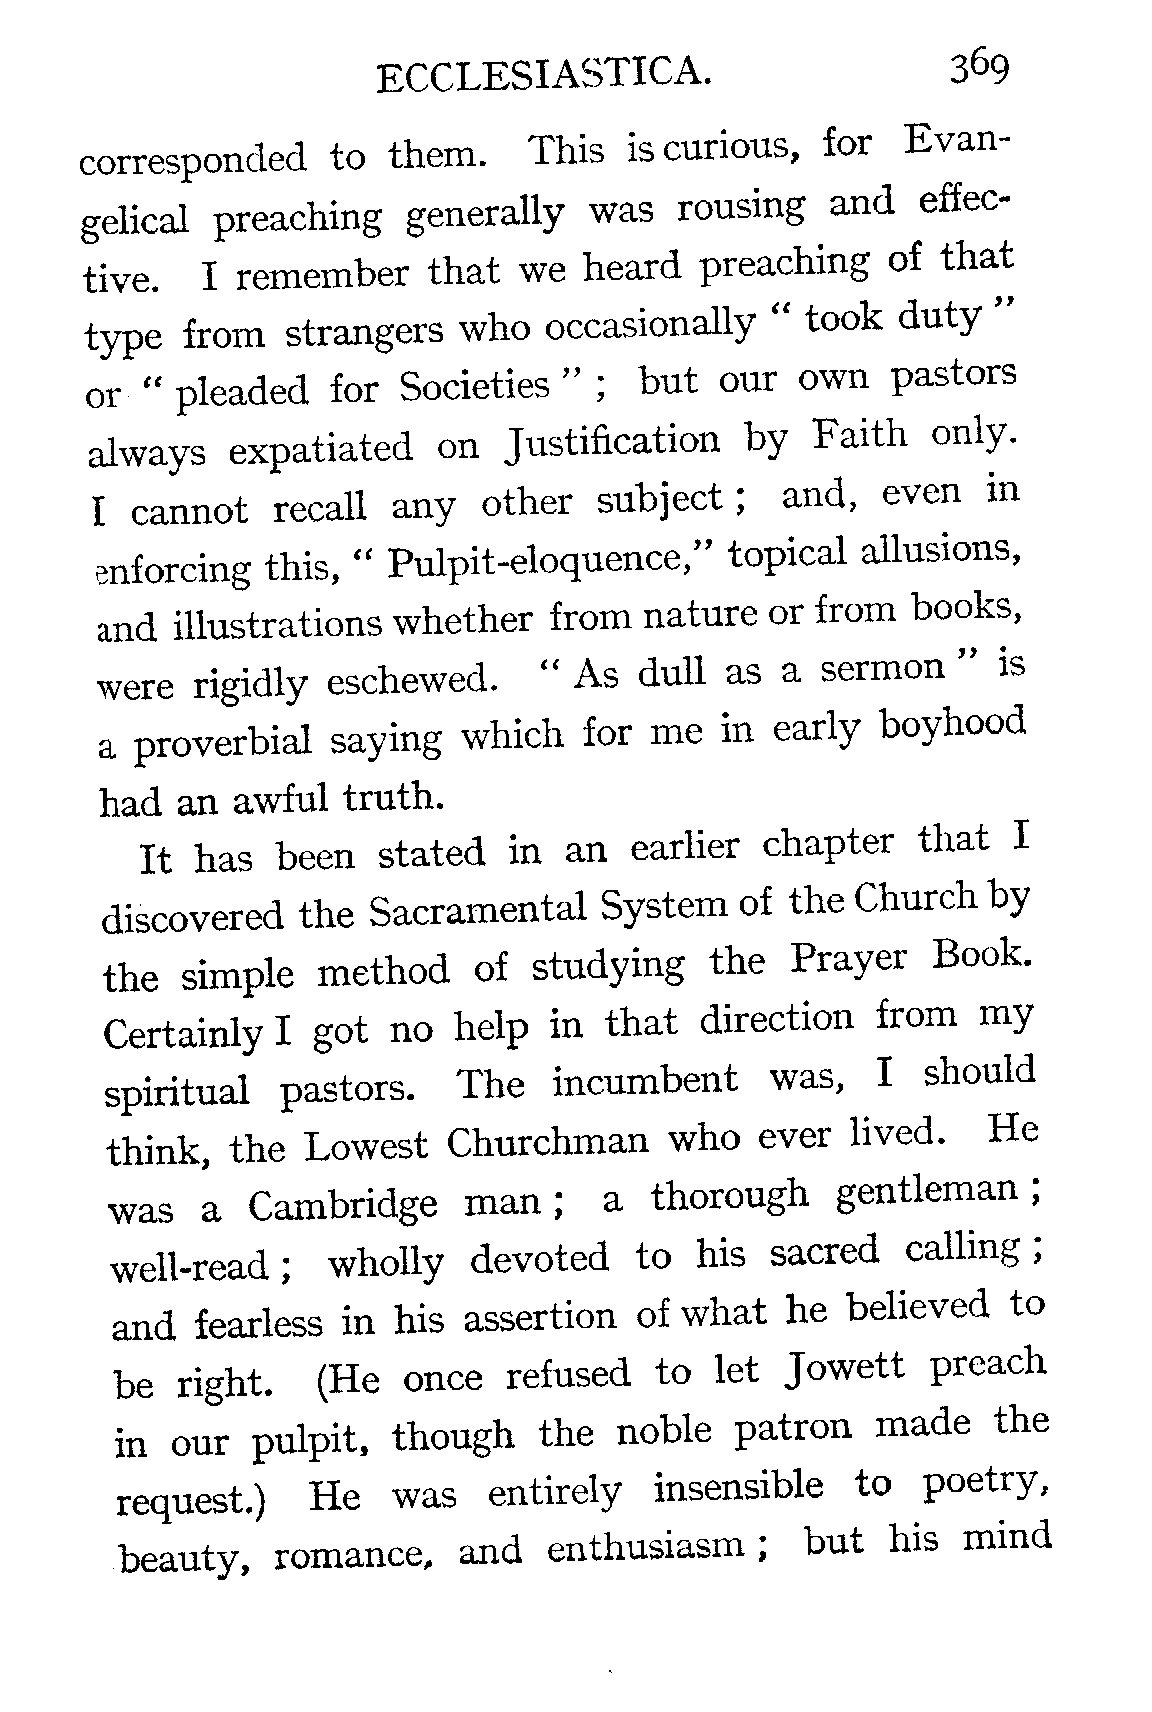 ECCLESIASTICA. 369
corresponded to them. This is curious, for Evan-
gelical preaching generally was rousing and effec-
tive. I remember that we heard preaching of that
type from strangers who occasionally “ took duty ”
or “ pleaded for Societies ” ; but our own pastors
always expatiated on Justification by Faith only.
I cannot recall any other subject ; and, even in
enforcing this, “ Pulpit-eloquence,” topical allusions,
and illustrations whether from nature or from books,
were rigidly eschewed. “ As dull as a sermon ” is
a proverbial saying which for me in early boyhood
had an awful truth.
It has been stated in an earlier chapter that I
discovered the Sacramental System of the Church by
the simple method of studying the Prayer Book.
Certainly I got no help in that direction from my
spiritual pastors. The incumbent was, I should
think, the Lowest Churchman who ever lived. He
was a Cambridge man ; a thorough gentleman ;
well-read ; wholly devoted to his sacred calling ;
and fearless in his assertion of what he believed to
be right. (He once refused to let Jowett preach
in our pulpit, though the noble patron made the
request.) He was entirely insensible to poetry,
beauty, romance, and enthusiasm ; but his mind